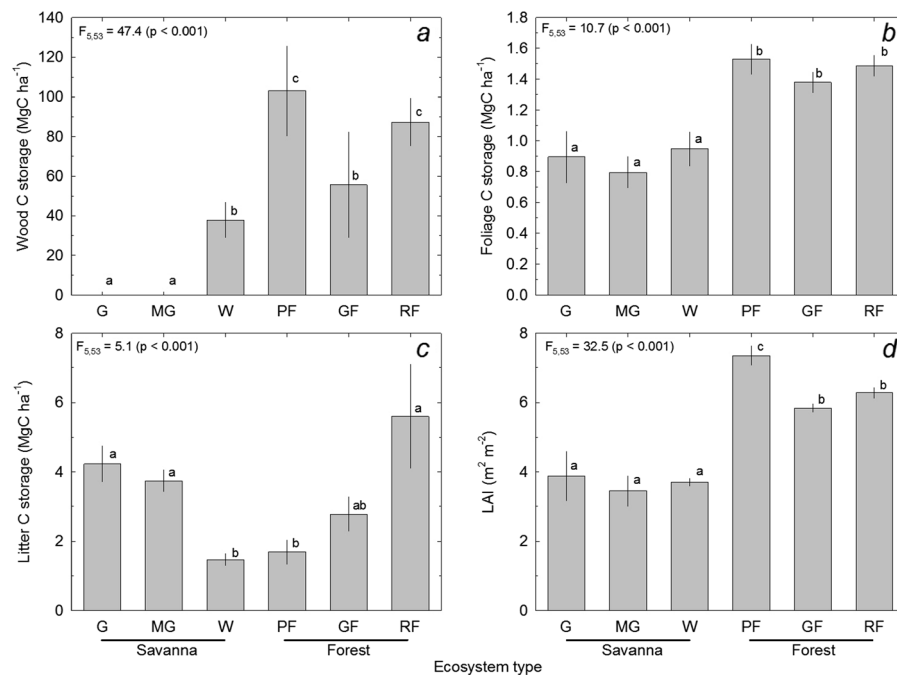 F5,53 = 47.4 (p < 0.001)
a
140
120
100
80
60
40
20
0
Wood C storage (MgC ha⁻¹)
a
a
b
c
b
c
G MG W PF GF RF
F5,53 = 10.7 (p < 0.001)
b
1.8
1.6
1.4
1.2
1.0
0.8
0.6
0.4
0.2
0.0
Foliage C storage (MgC ha⁻¹)
a
a
a
b
b
b
G MG W PF GF RF
F5,53 = 5.1 (p < 0.001)
c
8
6
4
2
0
Litter C storage (MgC ha⁻¹)
a
a
b
b
ab
a
G MG W PF GF RF
Savanna Forest
F5,53 = 32.5 (p < 0.001)
d
8
6
4
2
0
LAI (m² m⁻²)
a
a
a
c
b
b
G MG W PF GF RF
Savanna Forest
Ecosystem type